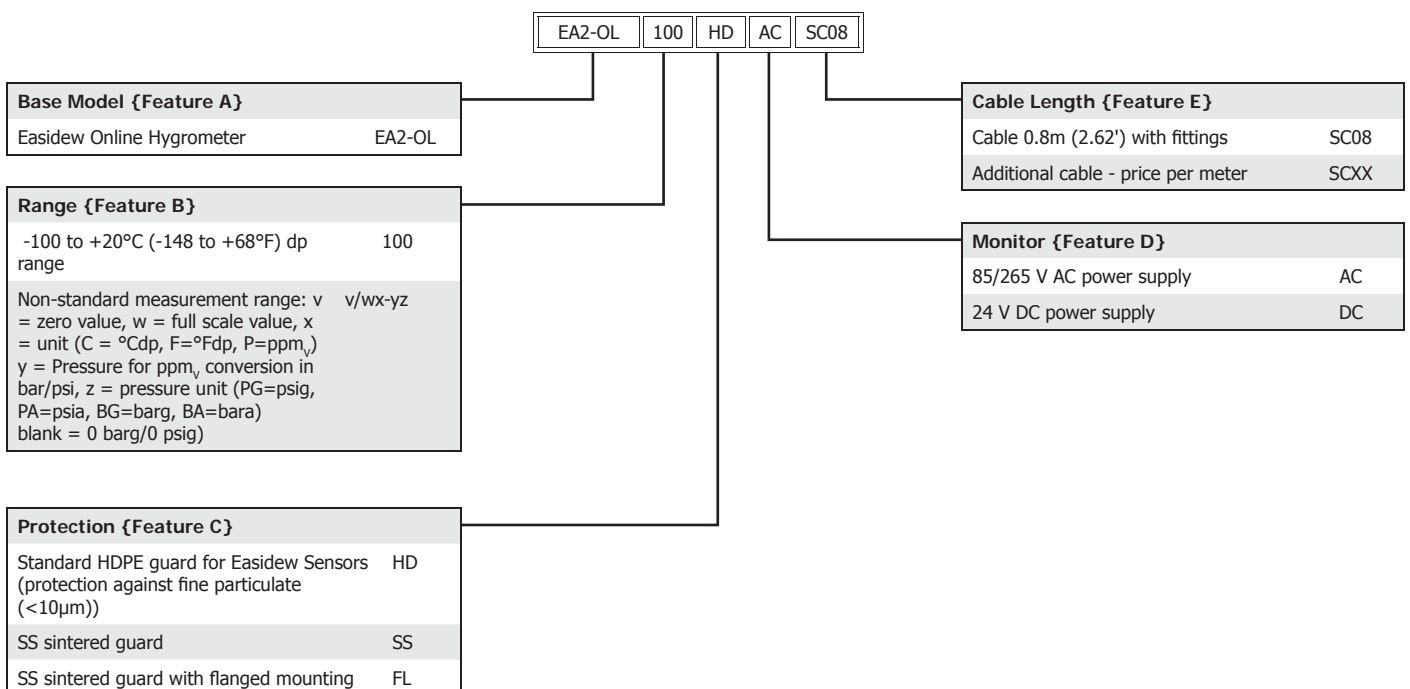 EA2-OL 100 HD AC SC08
Base Model {Feature A}
Easidew Online Hygrometer EA2-OL
Range {Feature B}
-100 to +20°C (-148 to +68°F) dp 100
range
Non-standard measurement range: v v/wx-yz
= zero value, w = full scale value, x
= unit (C = °Cdp, F=°Fdp, P=ppmv)
y = Pressure for ppmv conversion in
bar/psi, z = pressure unit (PG=psig,
PA=psia, BG=barg, BA=bara)
blank = 0 barg/0 psig)
Protection {Feature C}
Standard HDPE guard for Easidew Sensors HD
(protection against fine particulate
(<10µm))
SS sintered guard SS
SS sintered guard with flanged mounting FL
Cable Length {Feature E}
Cable 0.8m (2.62') with fittings SC08
Additional cable - price per meter SCXX
Monitor {Feature D}
85/265 V AC power supply AC
24 V DC power supply DC